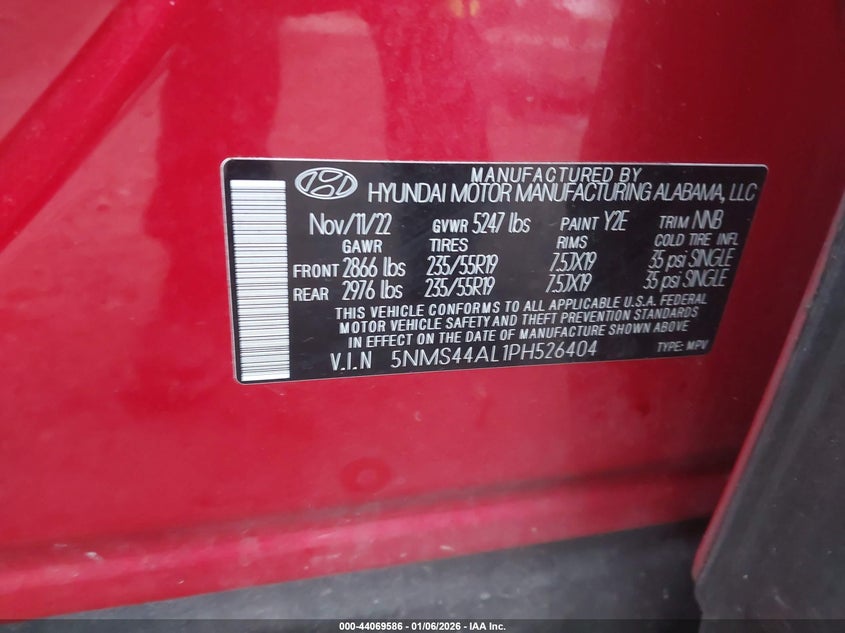 MANUFACTURED BY
HYUNDAI MOTOR MANUFACTURING ALABAMA, LLC
Nov/11/22 GVWR 5247 lbs PAINT Y2E TRIM NNB
GAWR TIRES RIMS COLD TIRE INFL
FRONT 2866 lbs 235/55R19 7.5JX19 35 psi SINGLE
REAR 2976 lbs 235/55R19 7.5JX19 35 psi SINGLE
THIS VEHICLE CONFORMS TO ALL APPLICABLE U.S.A. FEDERAL
MOTOR VEHICLE SAFETY AND THEFT PREVENTION STANDARDS
IN EFFECT ON THE DATE OF MANUFACTURE SHOWN ABOVE
V.I.N 5NMS44AL1PH526404 TYPE: MPV
000-44069586 - 01/06/2026 - IAA Inc.